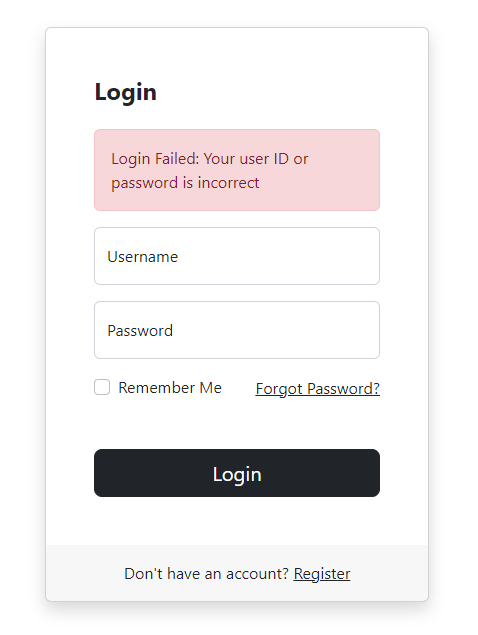 Login
Login Failed: Your user ID or
password is incorrect
Username
Password
Remember Me Forgot Password?
Login
Don't have an account? Register